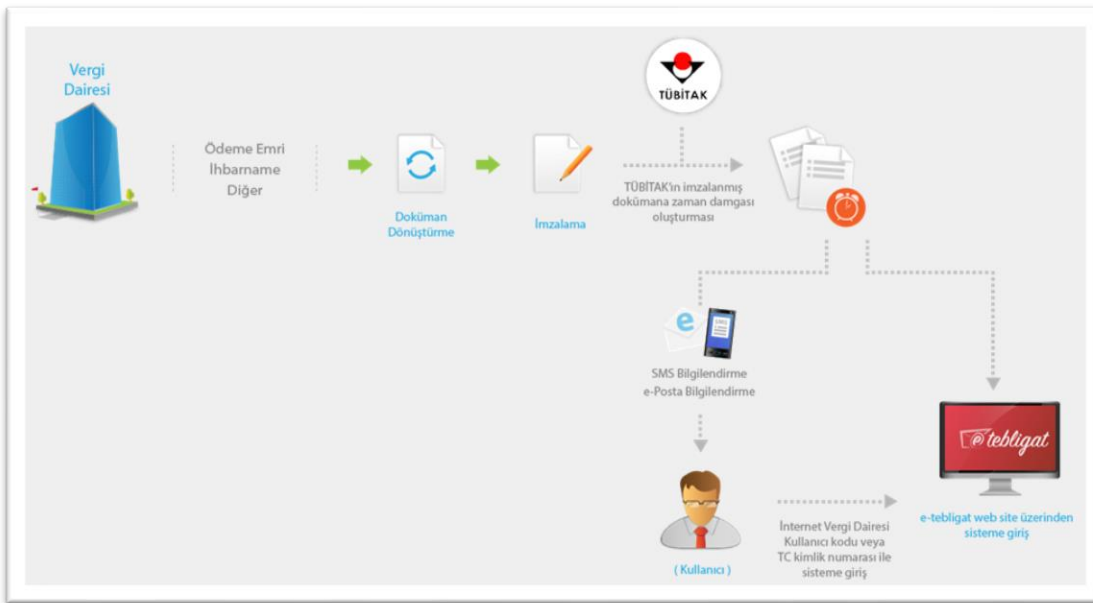 Vergi
Dairesi
Ödeme Emri
İhbarname
Diğer
Doküman
Dönüştürme
İmzalama
TÜBİTAK
TÜBİTAK'ın imzalanmış
dokümana zaman damgası
oluşturması
SMS
e
SMS Bilgilendirme
e-Posta Bilgilendirme
( Kullanıcı )
İnternet Vergi Dairesi
Kullanıcı kodu veya
TC kimlik numarası ile
sisteme giriş
e tebligat
e-tebligat web site üzerinden
sisteme giriş